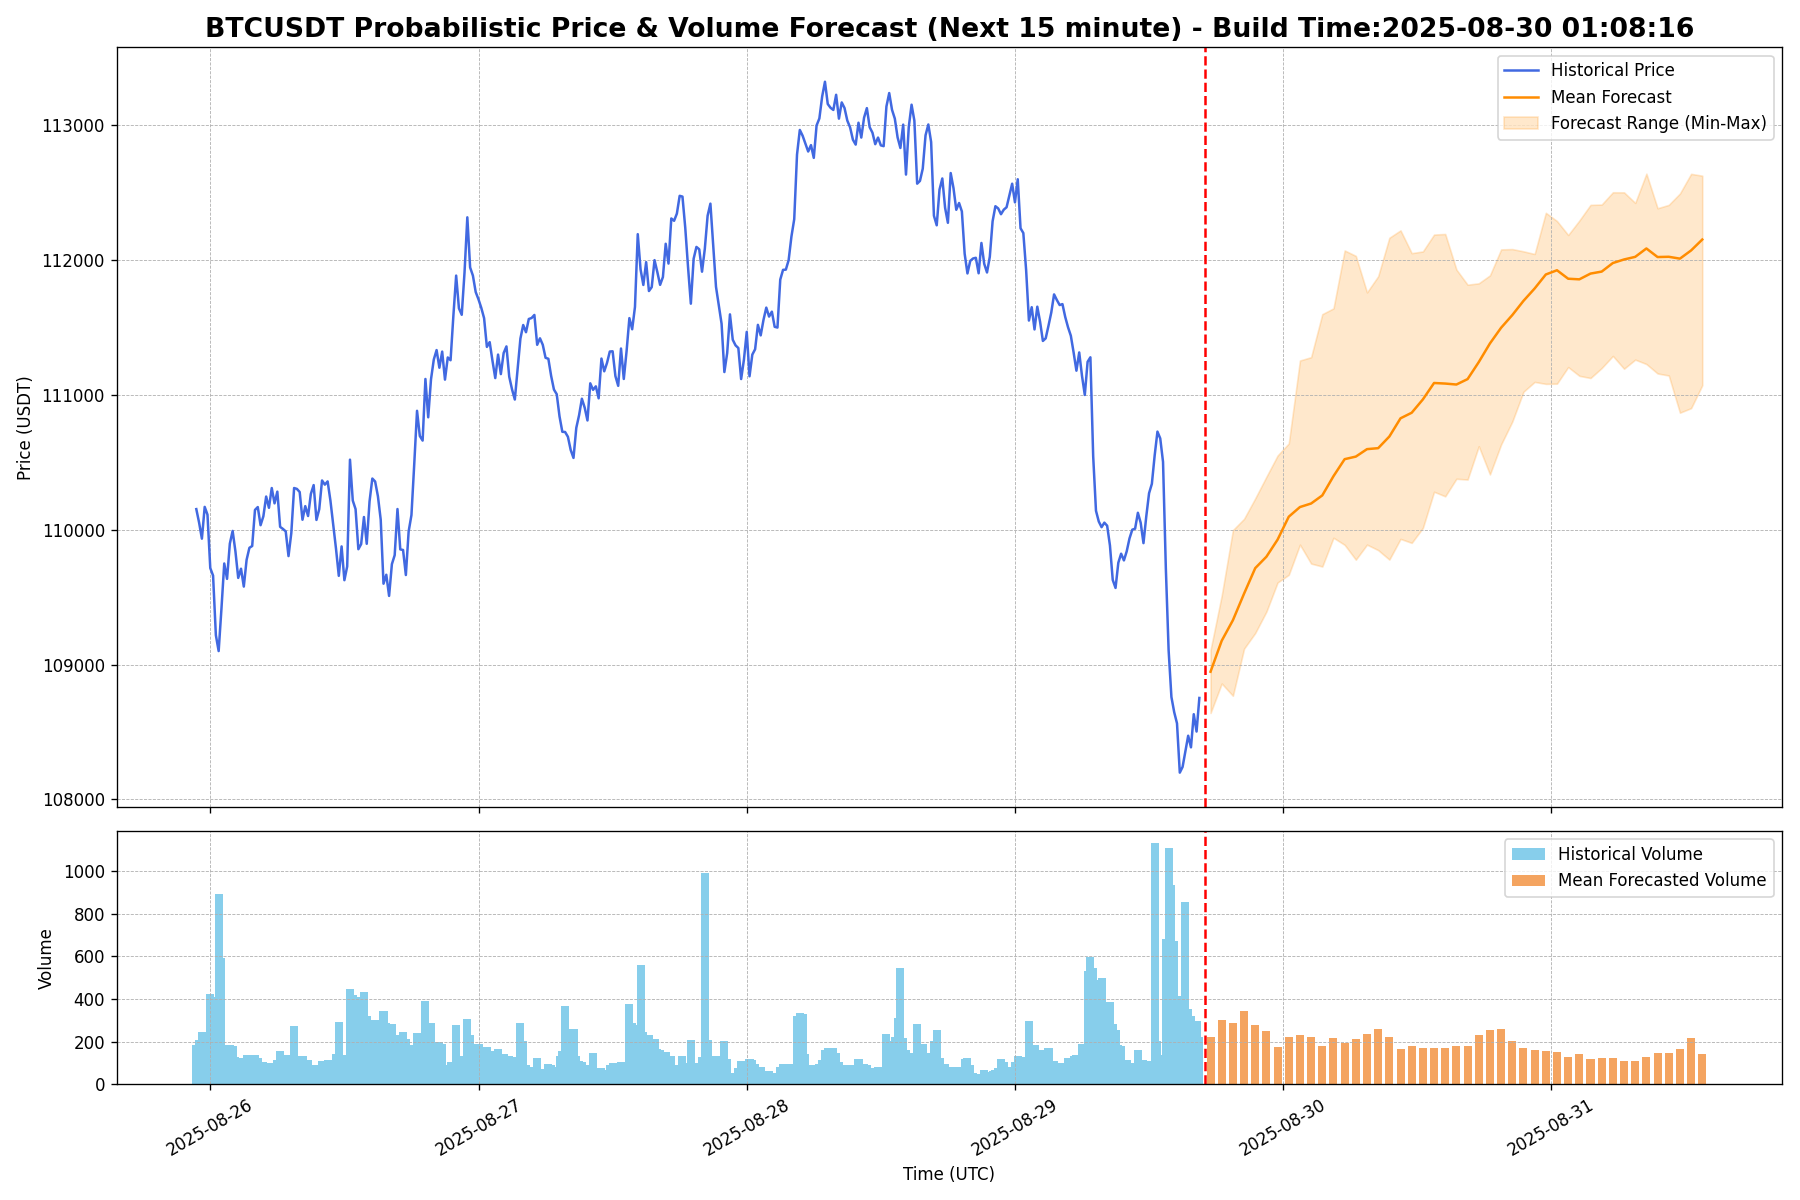 BTCUSDT Probabilistic Price & Volume Forecast (Next 15 minute) - Build Time:2025-08-30 01:08:16
Historical Price
Mean Forecast
Forecast Range (Min-Max)
113000
112000
111000
110000
109000
108000
Price (USDT)
Historical Volume
Mean Forecasted Volume
1000
800
600
400
200
0
Volume
2025-08-26
2025-08-27
2025-08-28
2025-08-29
2025-08-30
2025-08-31
Time (UTC)